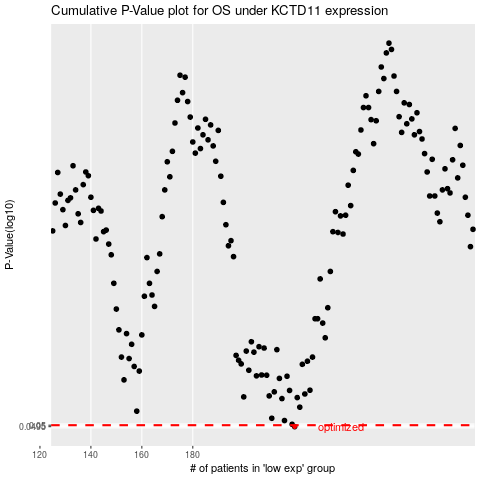 Cumulative P-Value plot for OS under KCTD11 expression
P-Value(log10)
0.05
optimized
120 140 160 180
# of patients in 'low exp' group